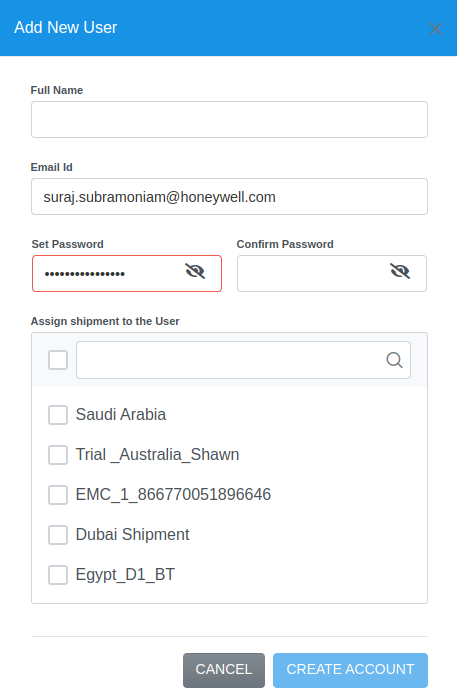 Add New User
Full Name
Email Id
suraj.subramoniam@honeywell.com
Set Password Confirm Password
••••••••••••••••
Assign shipment to the User
Saudi Arabia
Trial _Australia_Shawn
EMC_1_866770051896646
Dubai Shipment
Egypt_D1_BT
CANCEL CREATE ACCOUNT